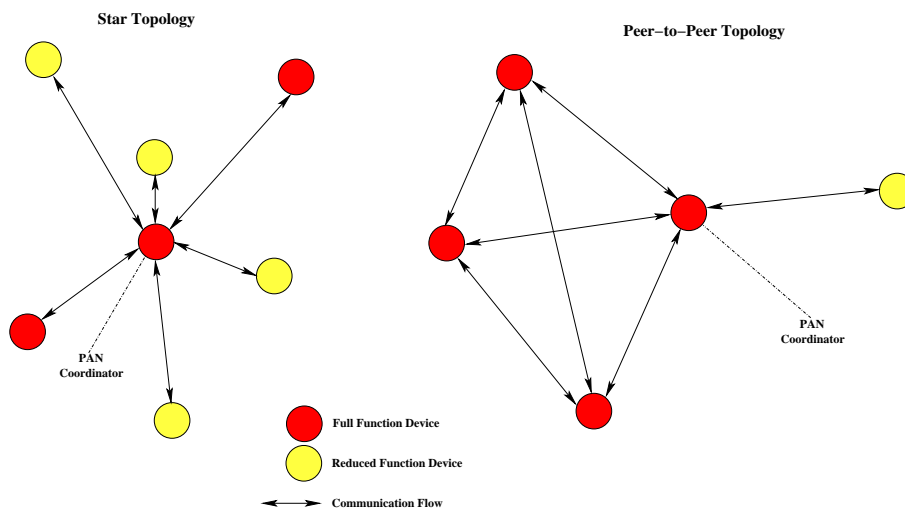 Star Topology
Peer−to−Peer Topology
PAN
Coordinator
PAN
Coordinator
Full Function Device
Reduced Function Device
Communication Flow